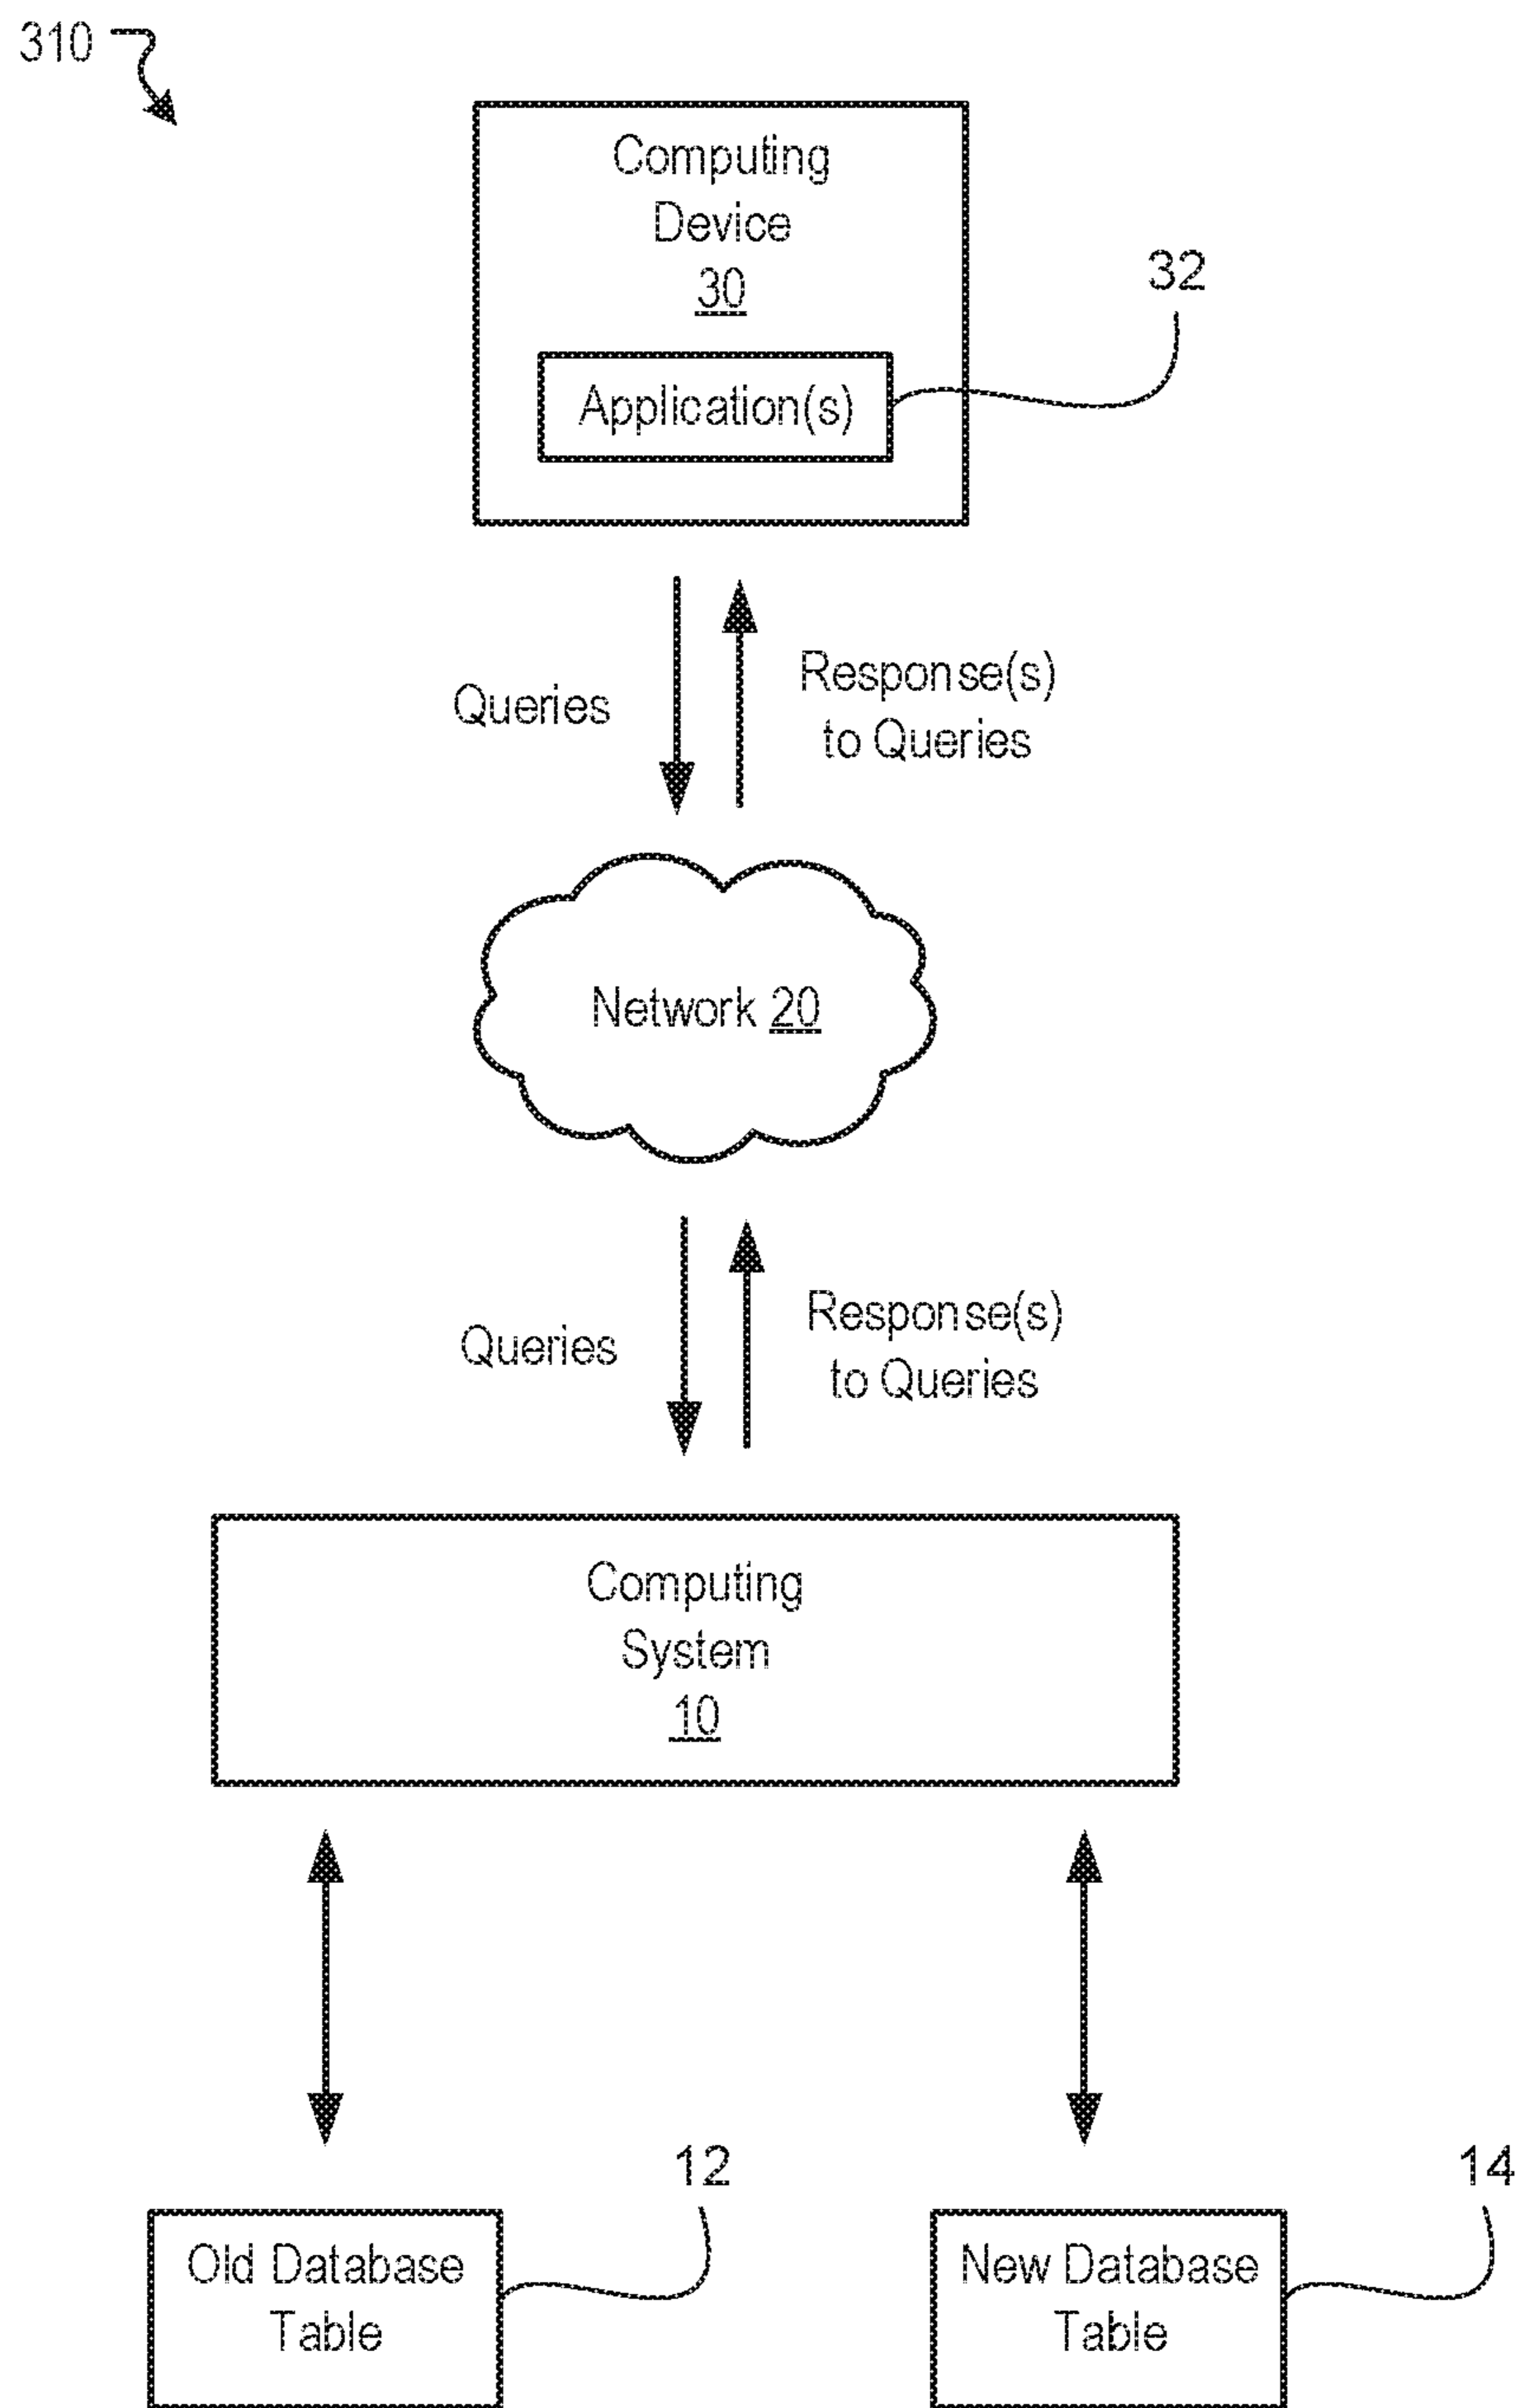 310
Computing
Device
30
32
Application(s)
Queries
Response(s)
to Queries
Network 20
Queries
Response(s)
to Queries
Computing
System
10
12
14
Old Database
Table
New Database
Table